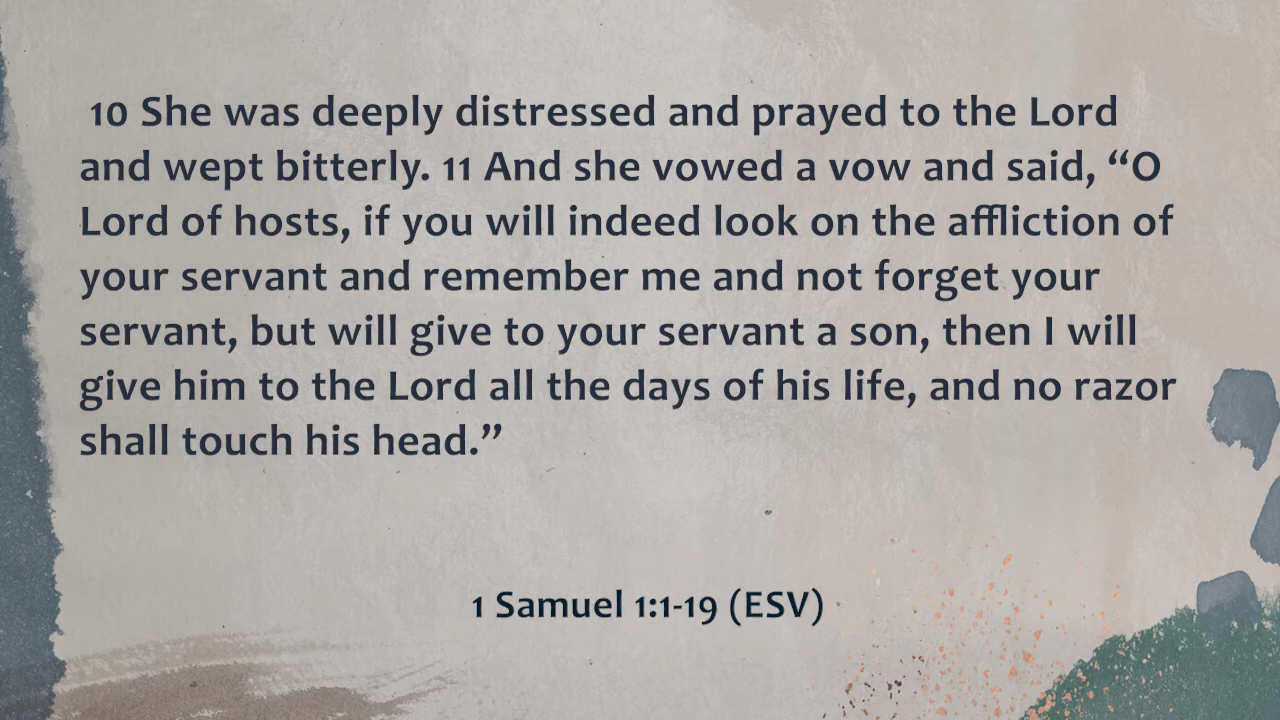 10 She was deeply distressed and prayed to the Lord
and wept bitterly. 11 And she vowed a vow and said, “O
Lord of hosts, if you will indeed look on the affliction of
your servant and remember me and not forget your
servant, but will give to your servant a son, then I will
give him to the Lord all the days of his life, and no razor
shall touch his head.”
1 Samuel 1:1-19 (ESV)